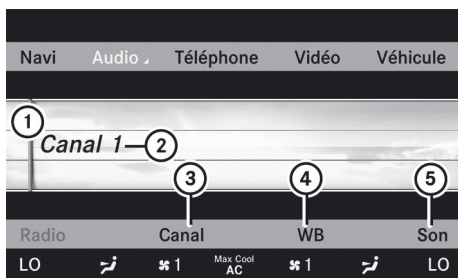 Navi Audio Téléphone Vidéo Véhicule
1
Canal 1 2
3 4 5
Radio Canal WB Son
LO 1 Max Cool AC 1 LO